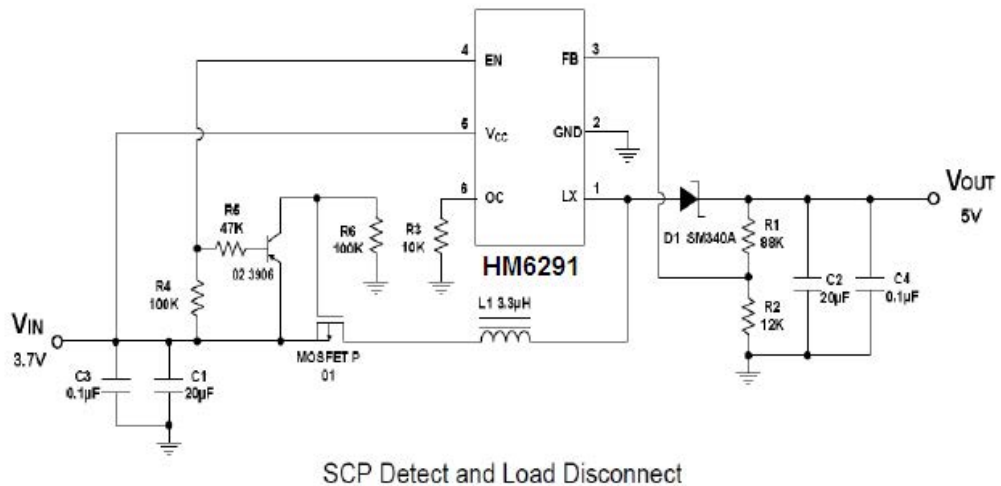 4
EN
FB
3
5
VCC
GND
2
6
OC
LX
1
HM6291
R5
47K
R4
100K
02 3906
R6
100K
R3
10K
L1 3.3µH
MOSFET P
01
VIN
3.7V
C3
0.1µF
C1
20µF
D1 SM340A
R1
88K
R2
12K
C2
20µF
C4
0.1µF
VOUT
5V
SCP Detect and Load Disconnect